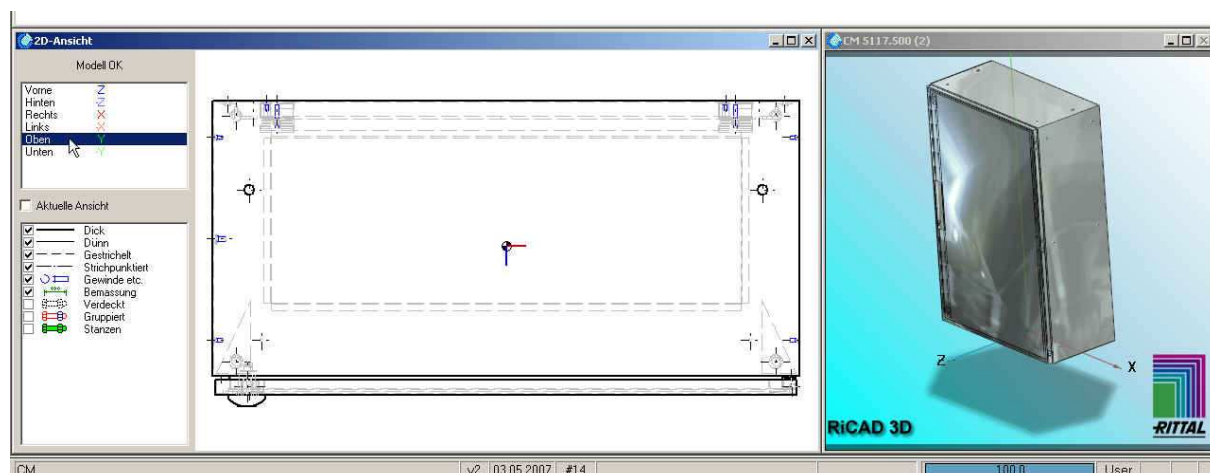 2D-Ansicht
Modell OK
Vorne Z
Hinten -Z
Rechts X
Links -X
Oben Y
Unten -Y
Aktuelle Ansicht
Dick
Dünn
Gestrichelt
Strichpunktiert
Gewinde etc.
Bemassung
Verdeckt
Gruppiert
Stanzen
CM 5117.500 (2)
Z
X
RiCAD 3D
RITTAL
CM v2 03.05.2007 #14 100.0 User